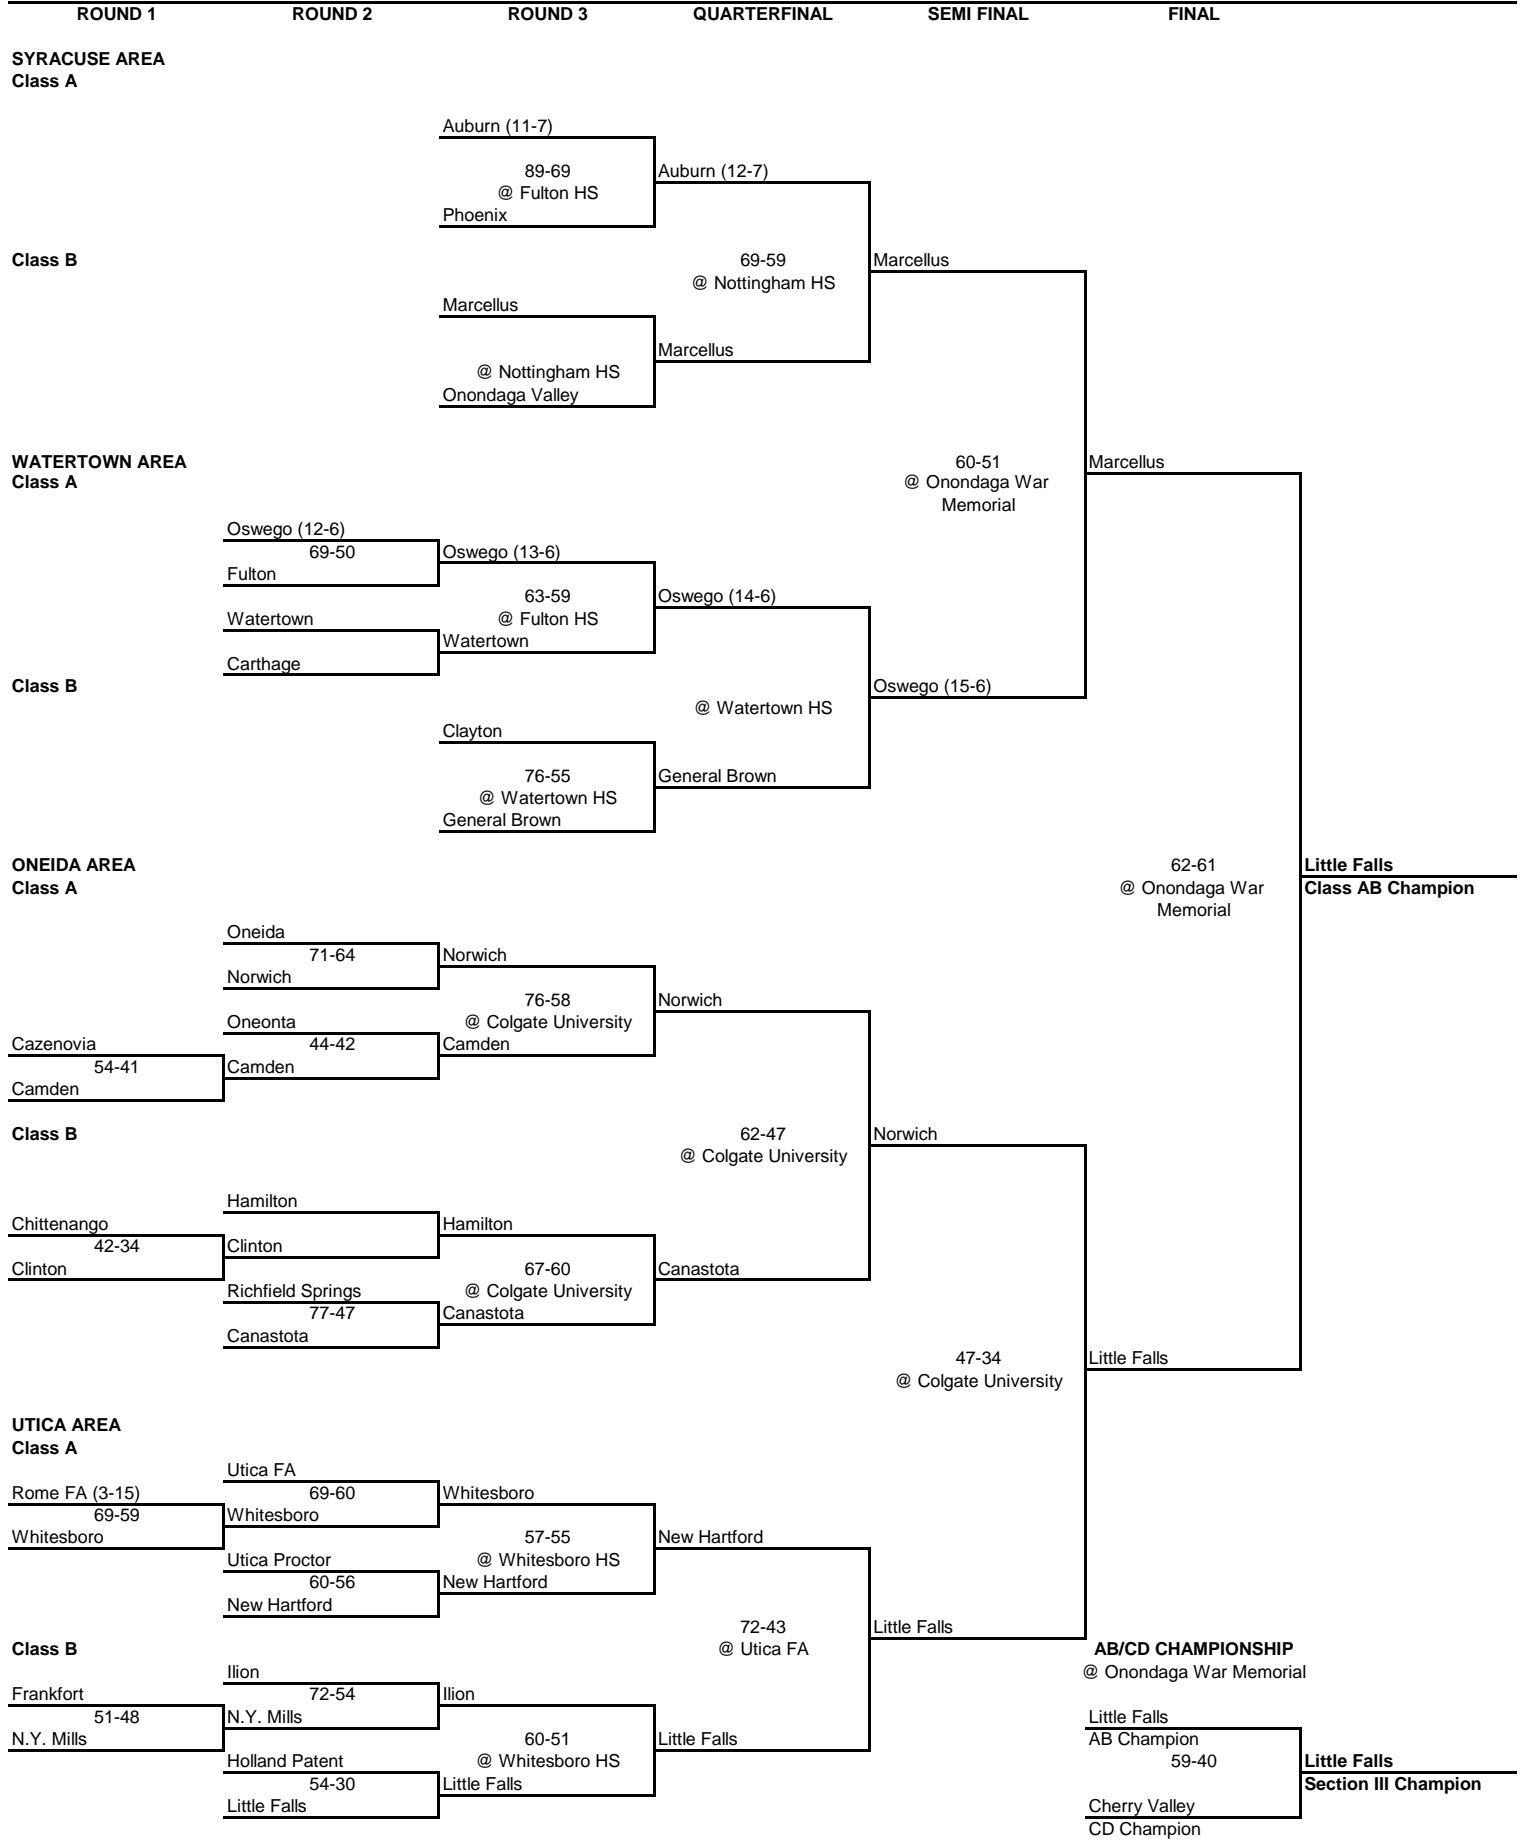 ROUND 1 ROUND 2 ROUND 3 QUARTERFINAL SEMI FINAL FINAL
SYRACUSE AREA
Class A
Auburn (11-7)
89-69 Auburn (12-7)
@ Fulton HS
Phoenix
Class B 69-59 Marcellus
@ Nottingham HS
Marcellus
Marcellus
@ Nottingham HS
Onondaga Valley
WATERTOWN AREA 60-51 Marcellus
Class A @ Onondaga War
Memorial
Oswego (12-6)
69-50 Oswego (13-6)
Fulton
63-59 Oswego (14-6)
Watertown @ Fulton HS
Watertown
Carthage
Class B Oswego (15-6)
@ Watertown HS
Clayton
76-55 General Brown
@ Watertown HS
General Brown
ONEIDA AREA 62-61 Little Falls
Class A @ Onondaga War Class AB Champion
Memorial
Oneida
71-64 Norwich
Norwich
76-58 Norwich
Oneonta @ Colgate University
Cazenovia 44-42 Camden
54-41 Camden
Camden
Class B 62-47 Norwich
@ Colgate University
Hamilton
Chittenango Hamilton
42-34 Clinton
Clinton 67-60 Canastota
Richfield Springs @ Colgate University
77-47 Canastota
Canastota
47-34 Little Falls
@ Colgate University
UTICA AREA
Class A
Utica FA
Rome FA (3-15) 69-60 Whitesboro
69-59 Whitesboro
Whitesboro 57-55 New Hartford
Utica Proctor @ Whitesboro HS
60-56 New Hartford
New Hartford
72-43 Little Falls
Class B @ Utica FA AB/CD CHAMPIONSHIP
Ilion @ Onondaga War Memorial
Frankfort 72-54 Ilion
51-48 N.Y. Mills Little Falls
N.Y. Mills 60-51 Little Falls AB Champion
Holland Patent @ Whitesboro HS 59-40 Little Falls
54-30 Little Falls Section III Champion
Little Falls Cherry Valley
CD Champion